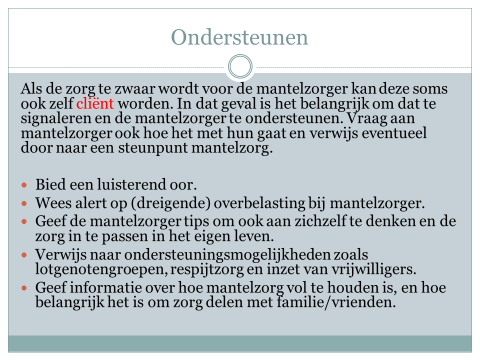 Ondersteunen
Als de zorg te zwaar wordt voor de mantelzorger kan deze soms
ook zelf cliënt worden. In dat geval is het belangrijk om dat te
signaleren en de mantelzorger te ondersteunen. Vraag aan
mantelzorger ook hoe het met hun gaat en verwijs eventueel
door naar een steunpunt mantelzorg.
• Bied een luisterend oor.
• Wees alert op (dreigende) overbelasting bij mantelzorger.
• Geef de mantelzorger tips om ook aan zichzelf te denken en de
zorg in te passen in het eigen leven.
• Verwijs naar ondersteuningsmogelijkheden zoals
lotgenotengroepen, respijtzorg en inzet van vrijwilligers.
• Geef informatie over hoe mantelzorg vol te houden is, en hoe
belangrijk het is om zorg delen met familie/vrienden.